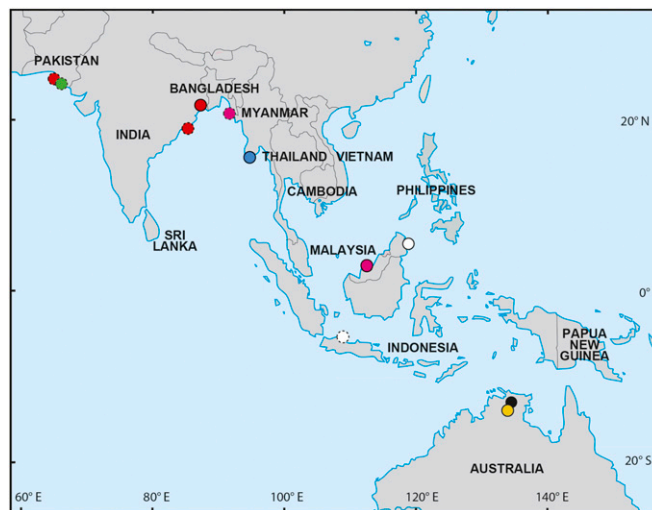 PAKISTAN
BANGLADESH
MYANMAR
20°N
INDIA
THAILAND
VIETNAM
CAMBODIA
PHILIPPINES
SRI
LANKA
MALAYSIA
0°
INDONESIA
PAPUA
NEW
GUINEA
20°S
AUSTRALIA
60°E
80°E
100°E
120°E
140°E